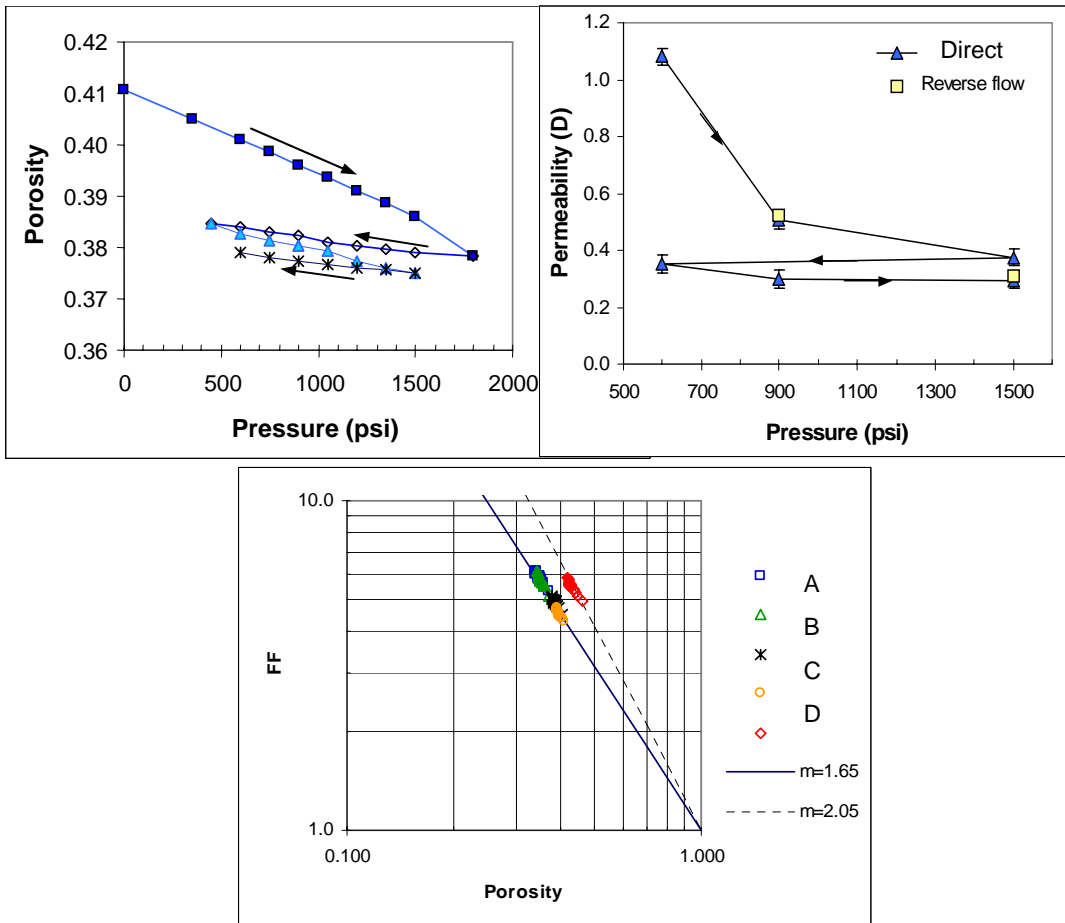 0.42
0.41
0.40
0.39
0.38
0.37
0.36
Porosity
0 500 1000 1500 2000
Pressure (psi)
1.2
1.0
0.8
0.6
0.4
0.2
0.0
Permeability (D)
Direct
Reverse flow
500 700 900 1100 1300 1500
Pressure (psi)
10.0
1.0
FF
0.100 1.000
Porosity
A
B
C
D
m=1.65
m=2.05